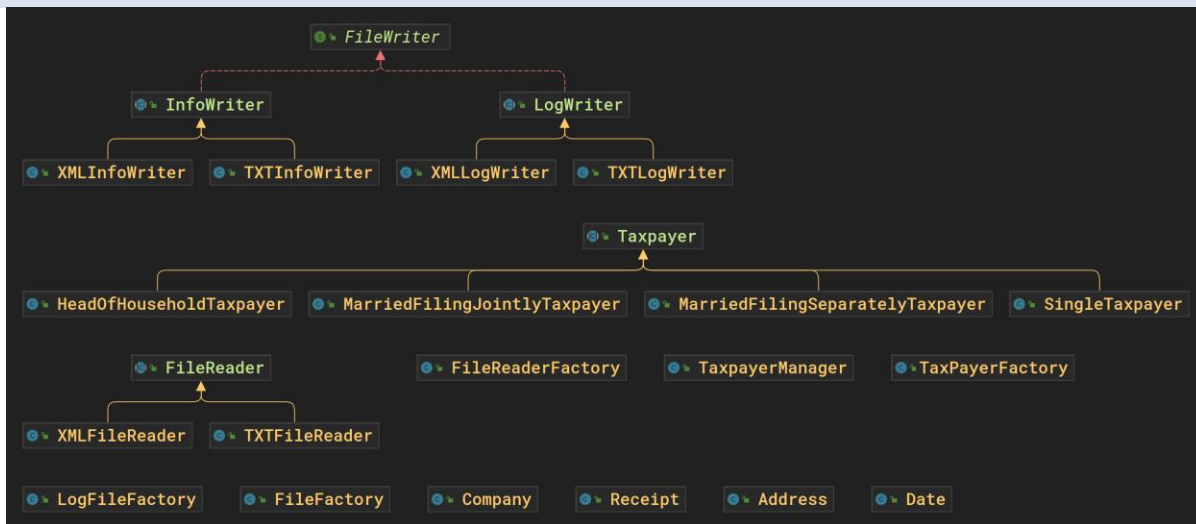 FileWriter
InfoWriter LogWriter
XMLInfoWriter TXTInfoWriter XMLLogWriter TXTLogWriter
Taxpayer
HeadOfHouseholdTaxpayer MarriedFilingJointlyTaxpayer MarriedFilingSeparatelyTaxpayer SingleTaxpayer
FileReader FileReaderFactory TaxpayerManager TaxPayerFactory
XMLFileReader TXTFileReader
LogFileFactory FileFactory Company Receipt Address Date